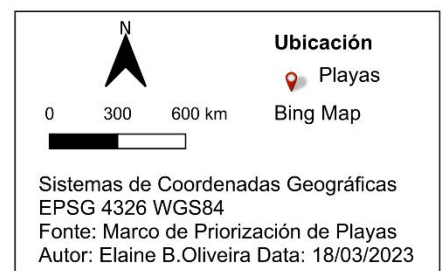 N
Ubicación
Playas
0 300 600 km
Bing Map
Sistemas de Coordenadas Geográficas
EPSG 4326 WGS84
Fonte: Marco de Priorización de Playas
Autor: Elaine B.Oliveira Data: 18/03/2023